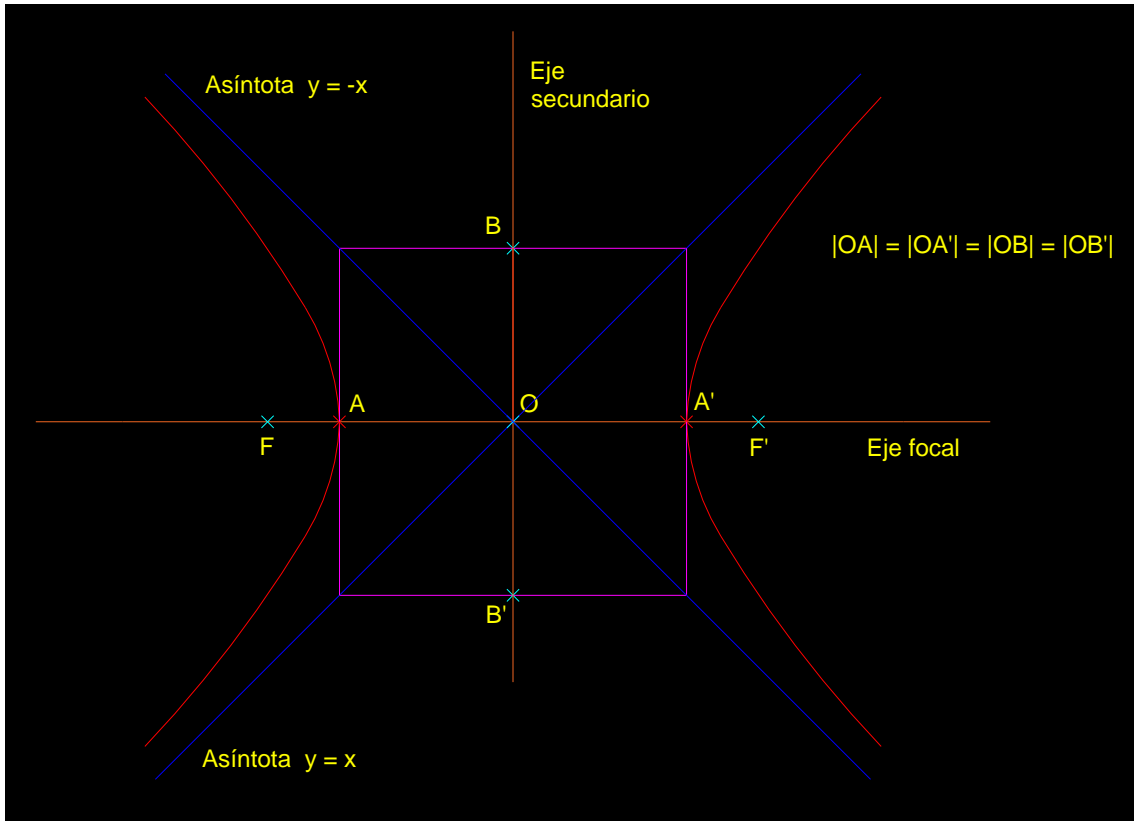 Asíntota y = -x
Eje
secundario
B
|OA| = |OA'| = |OB| = |OB'|
A
O
A'
F
F'
Eje focal
B'
Asíntota y = x